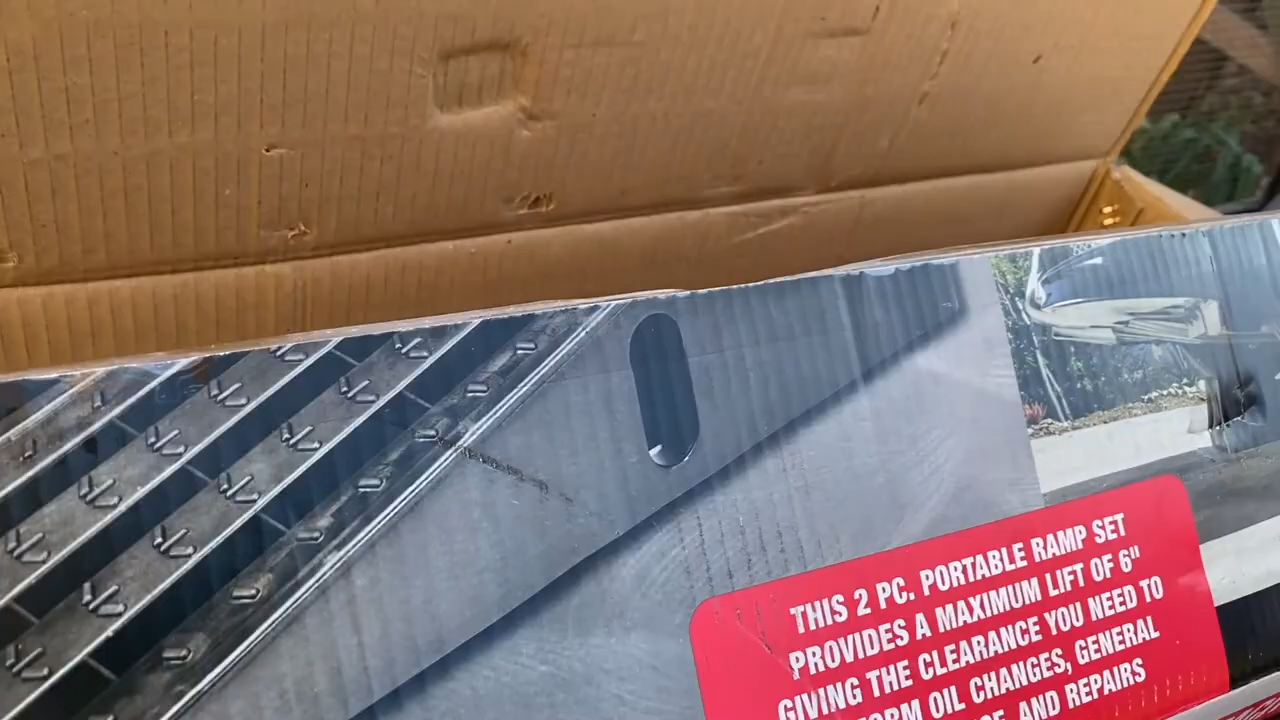 THIS 2 PC. PORTABLE RAMP SET
PROVIDES A MAXIMUM LIFT OF 6"
GIVING THE CLEARANCE YOU NEED TO
OIL CHANGES, GENERAL
AND REPAIRS